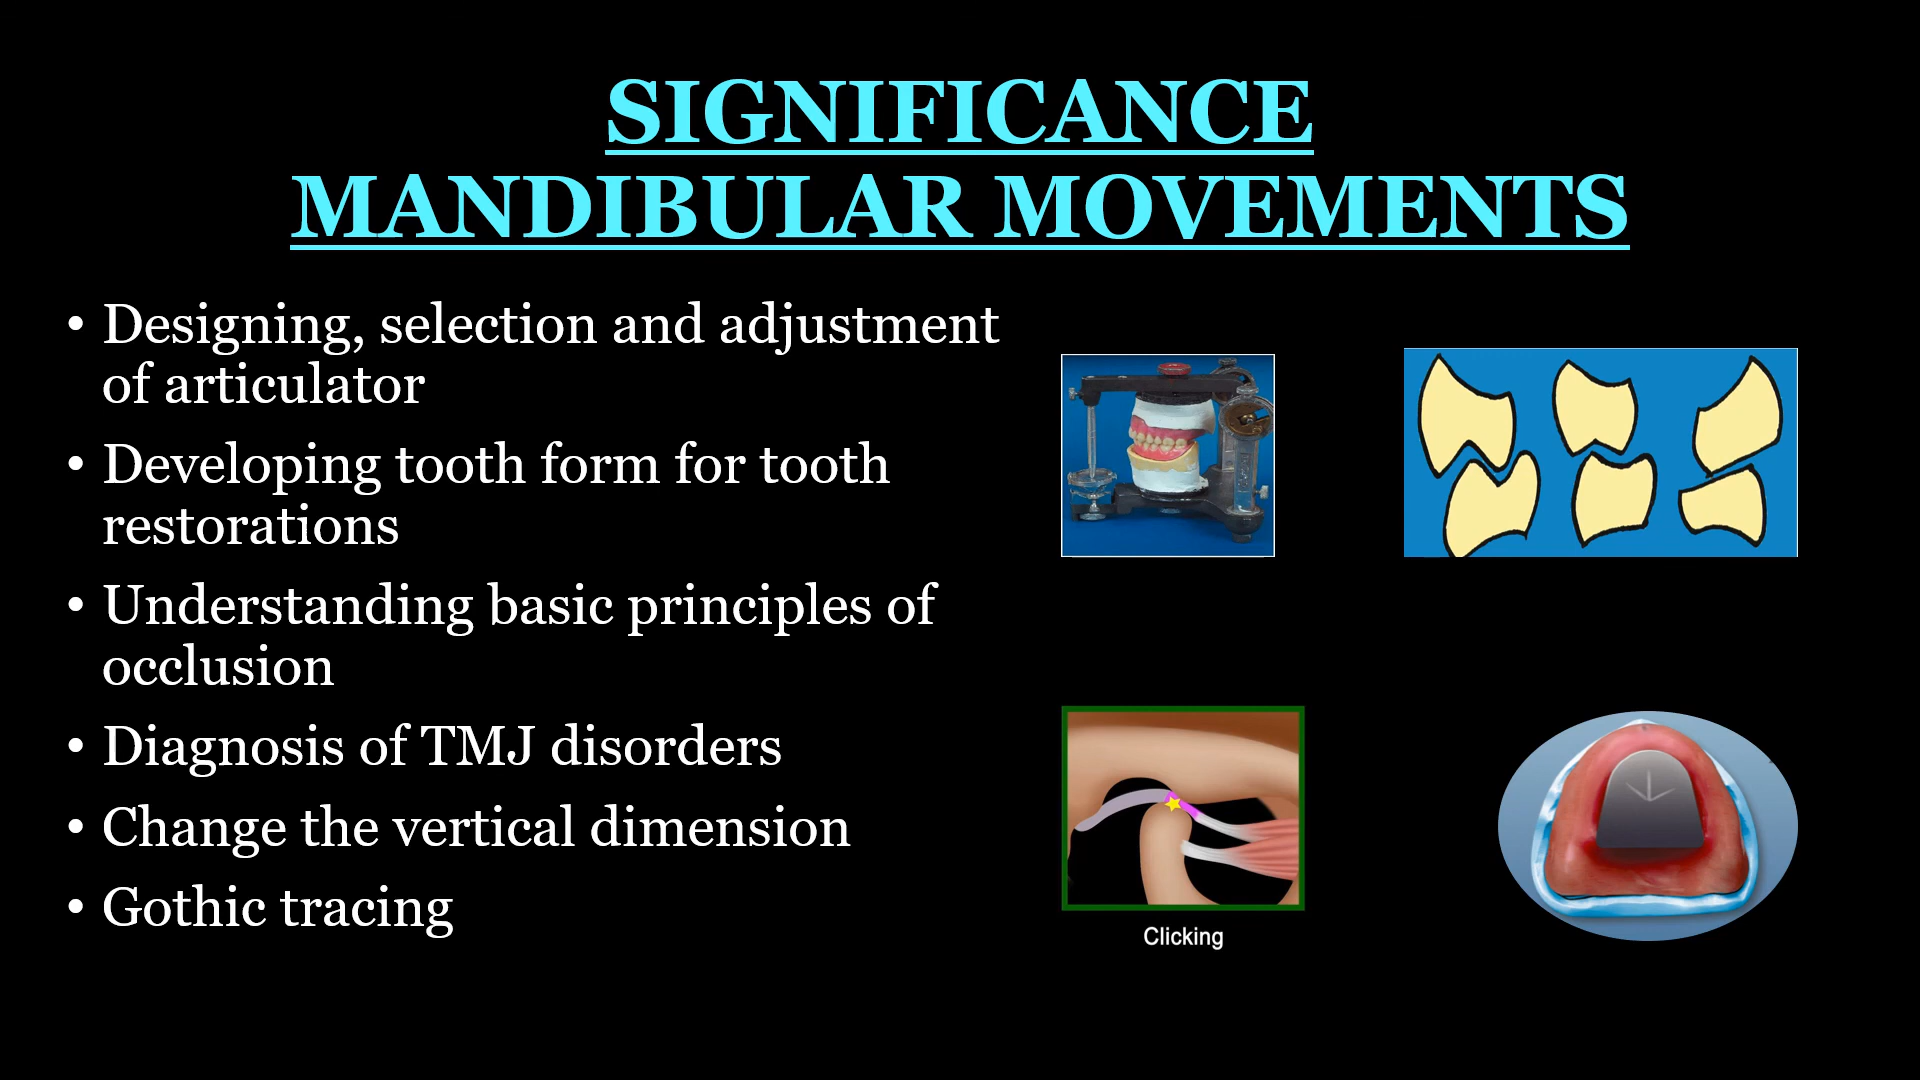 SIGNIFICANCE
MANDIBULAR MOVEMENTS
• Designing, selection and adjustment
of articulator
• Developing tooth form for tooth
restorations
• Understanding basic principles of
occlusion
• Diagnosis of TMJ disorders
• Change the vertical dimension
• Gothic tracing
Clicking